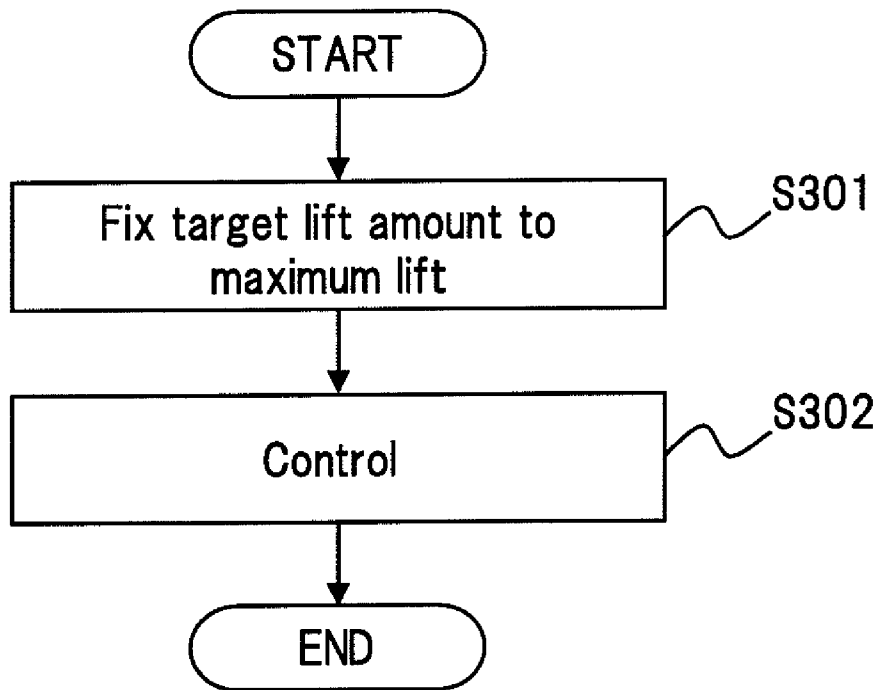 START
Fix target lift amount to
maximum lift
S301
Control
S302
END